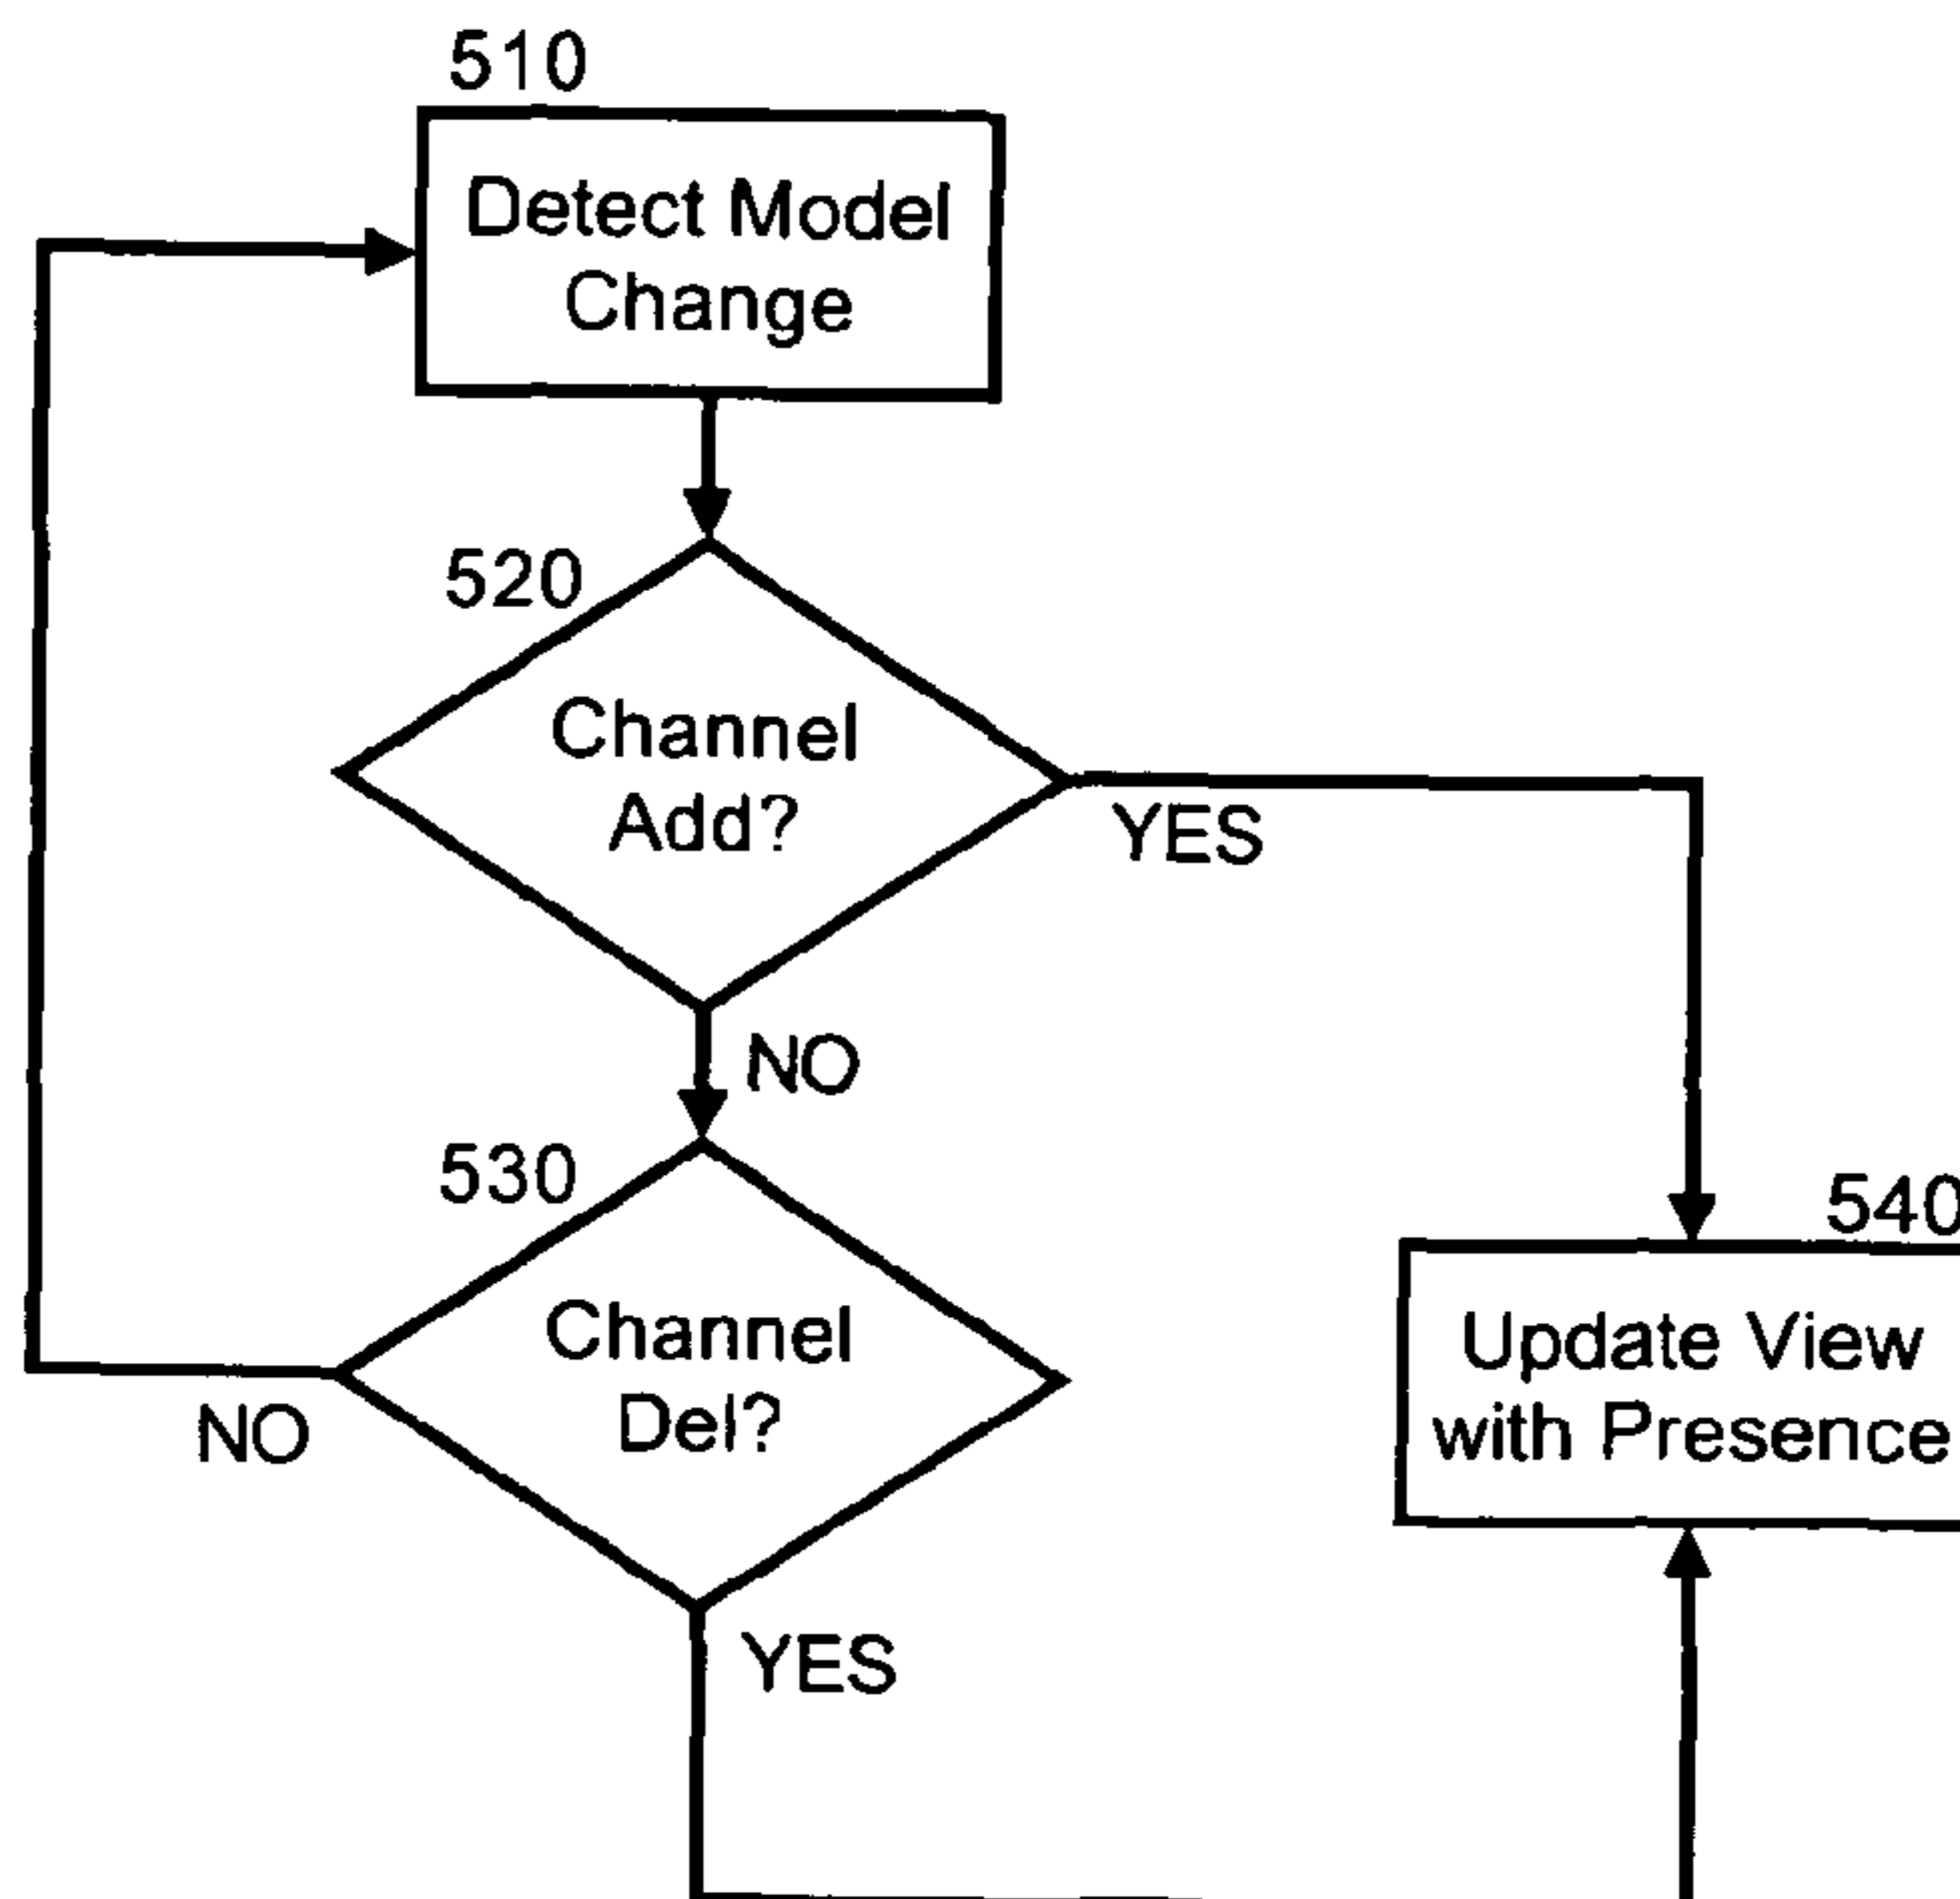 510
Detect Model
Change
520
Channel
Add?
YES
NO
530
Channel
Del?
NO
YES
540
Update View
with Presence